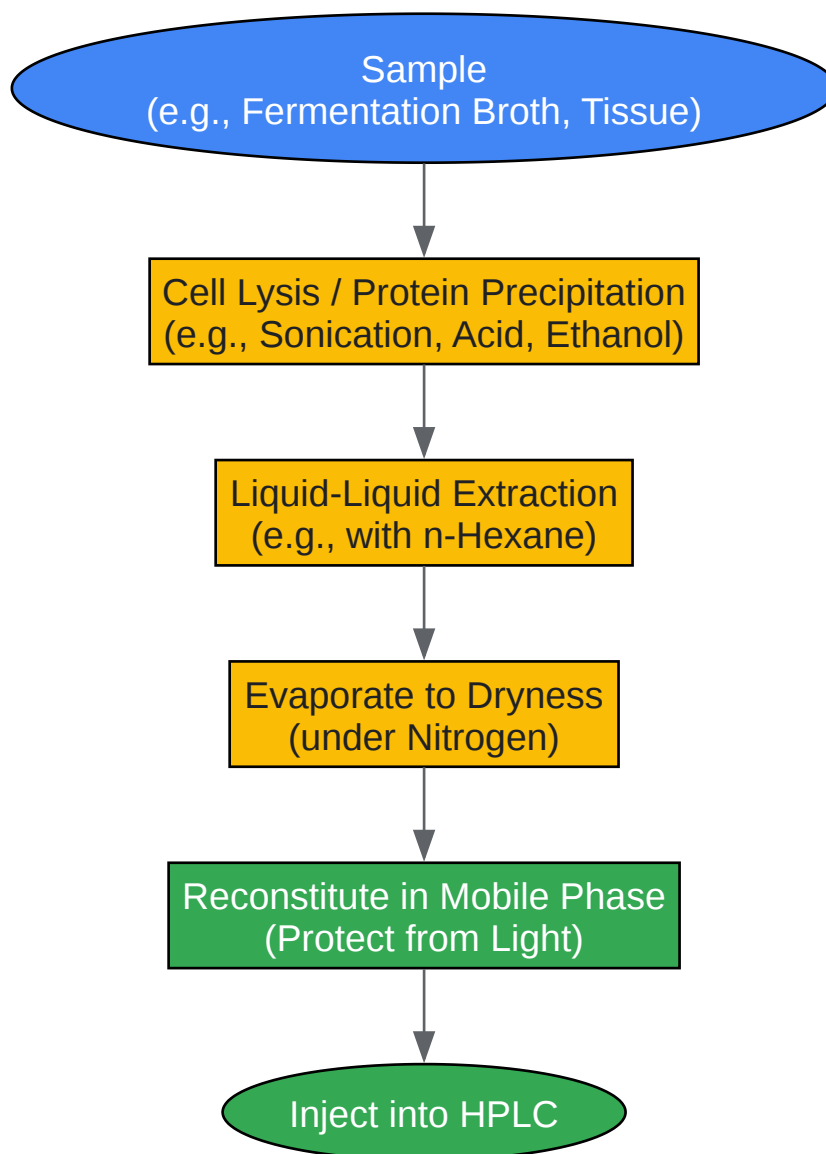 Sample
(e.g., Fermentation Broth, Tissue)
Cell Lysis / Protein Precipitation
(e.g., Sonication, Acid, Ethanol)
Liquid-Liquid Extraction
(e.g., with n-Hexane)
Evaporate to Dryness
(under Nitrogen)
Reconstitute in Mobile Phase
(Protect from Light)
Inject into HPLC